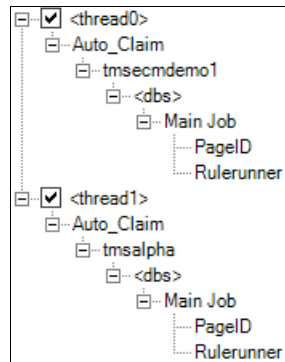 <thread0>
Auto_Claim
tmsecmdemo1
<dbs>
Main Job
PageID
Rulerunner
<thread1>
Auto_Claim
tmsalpha
<dbs>
Main Job
PageID
Rulerunner